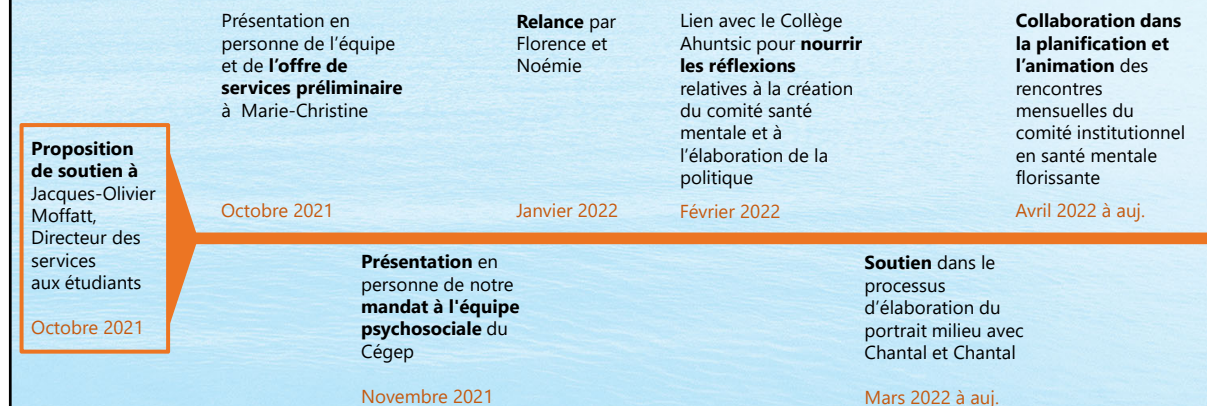 Proposition
de soutien à
Jacques-Olivier
Moffatt,
Directeur des
services
aux étudiants
Octobre 2021
Présentation en
personne de l'équipe
et de l'offre de
services préliminaire
à Marie-Christine
Octobre 2021
Présentation en
personne de notre
mandat à l'équipe
psychosociale du
Cégep
Novembre 2021
Relance par
Florence et
Noémie
Janvier 2022
Lien avec le Collège
Ahuntsic pour nourrir
les réflexions
relatives à la création
du comité santé
mentale et à
l'élaboration de la
politique
Février 2022
Soutien dans le
processus
d'élaboration du
portrait milieu avec
Chantal et Chantal
Mars 2022 à auj.
Collaboration dans
la planification et
l'animation des
rencontres
mensuelles du
comité institutionnel
en santé mentale
florissante
Avril 2022 à auj.